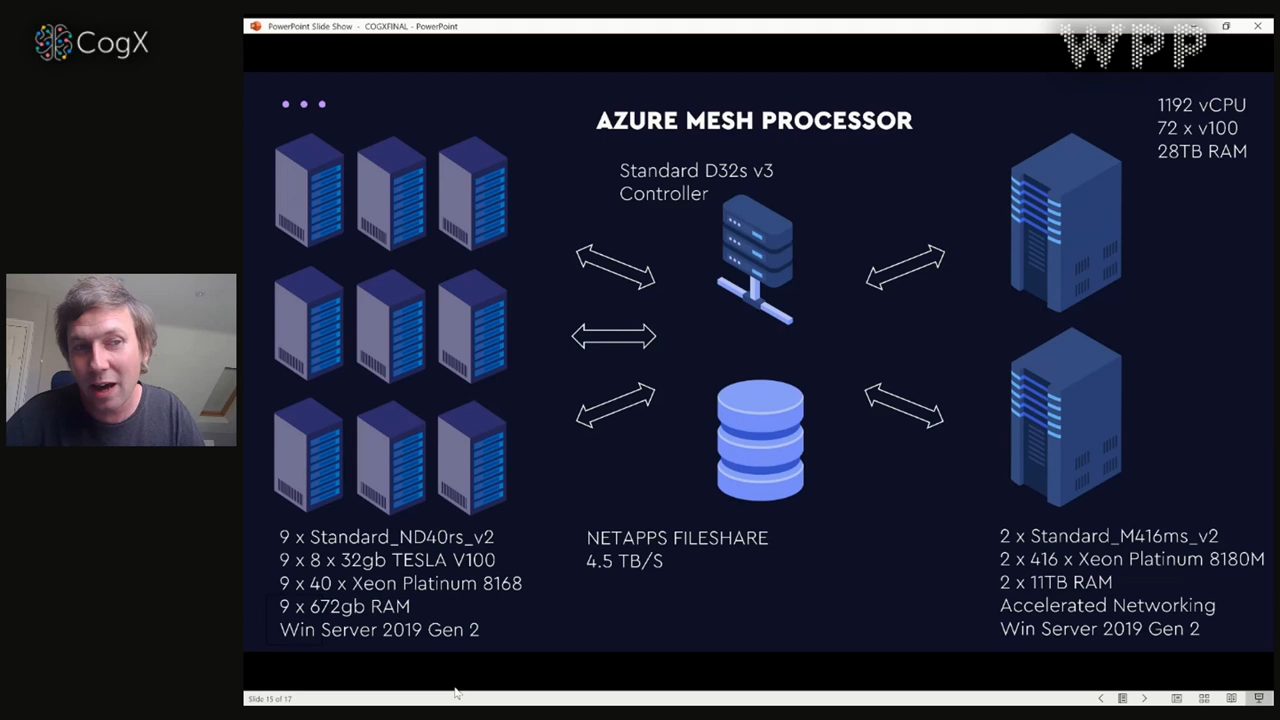 CogX
PowerPoint Slide Show - COGXFINAL - PowerPoint
WPP
AZURE MESH PROCESSOR
1192 vCPU
72 x v100
28TB RAM
Standard D32s v3
Controller
9 x Standard_ND40rs_v2
9 x 8 x 32gb TESLA V100
9 x 40 x Xeon Platinum 8168
9 x 672gb RAM
Win Server 2019 Gen 2
NETAPPS FILESHARE
4.5 TB/S
2 x Standard_M416ms_v2
2 x 416 x Xeon Platinum 8180M
2 x 11TB RAM
Accelerated Networking
Win Server 2019 Gen 2
Slide 15 of 17